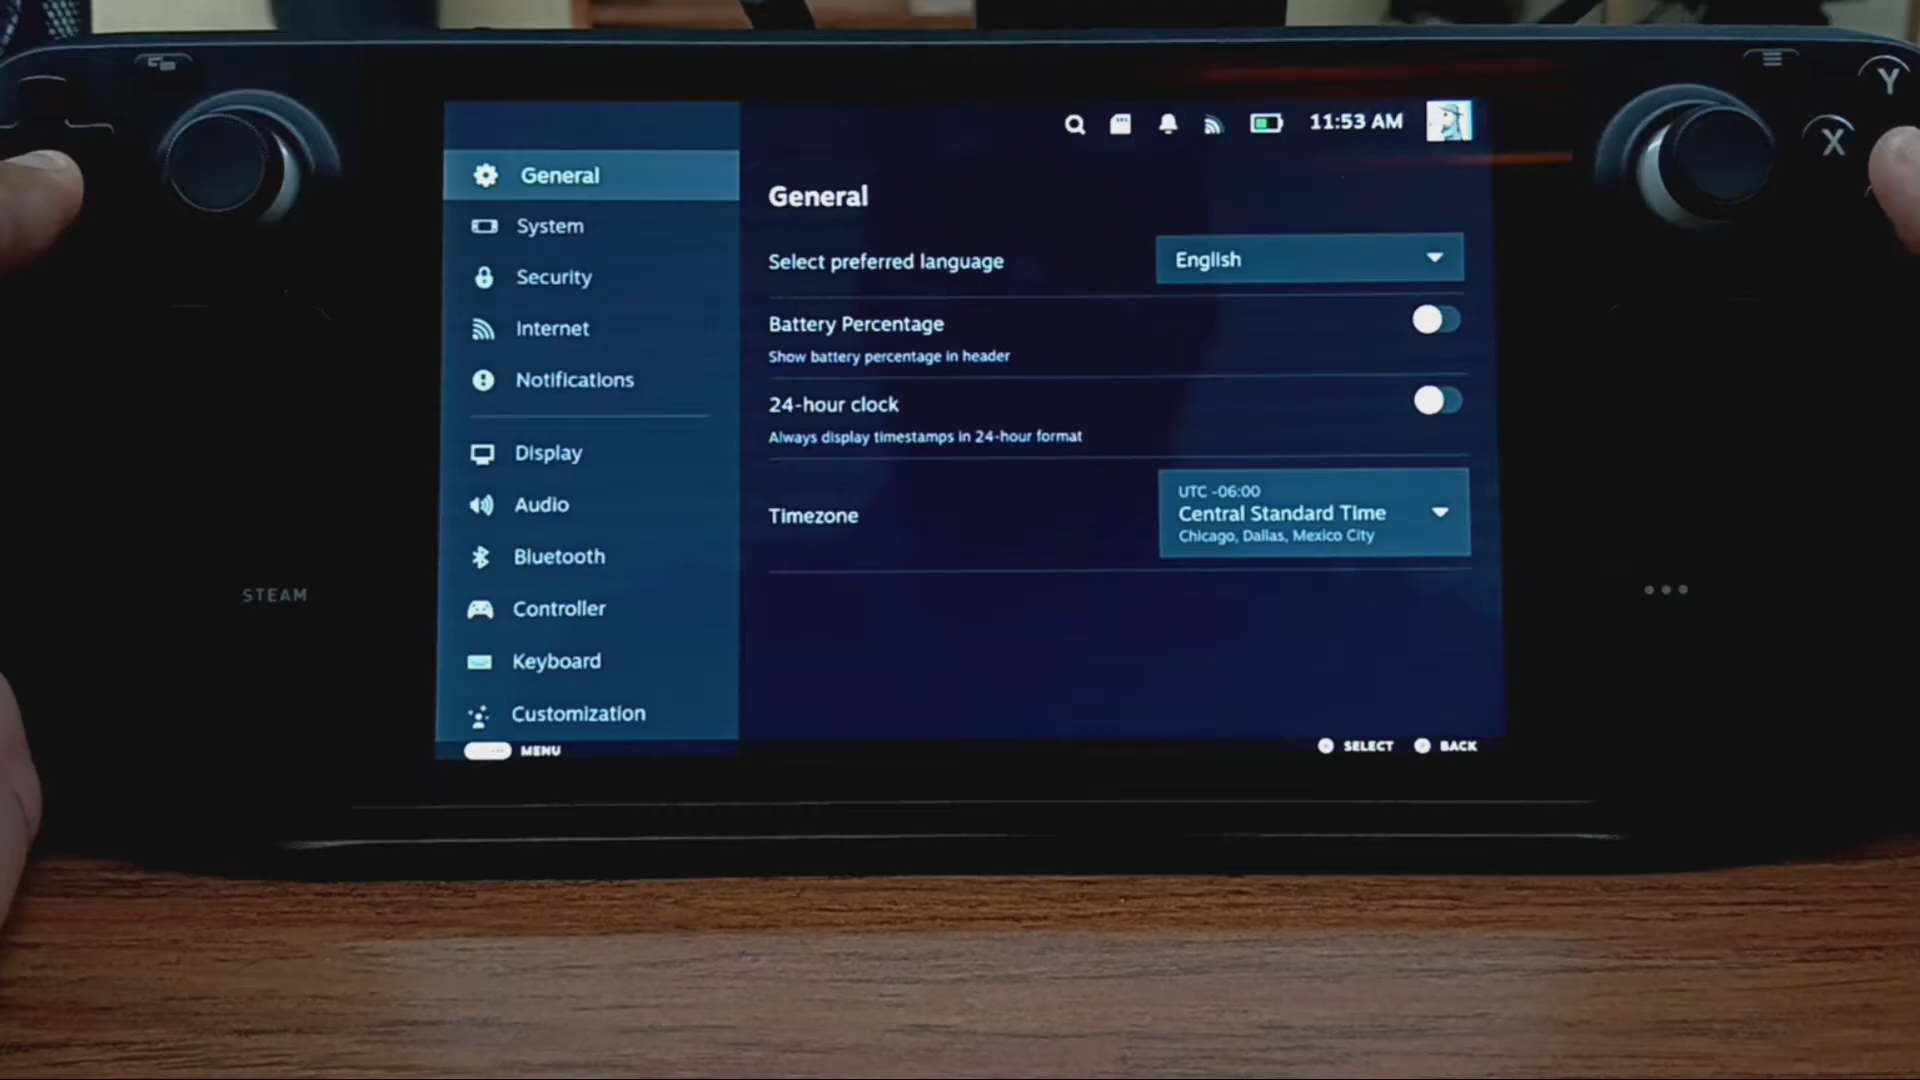 Y
X
11:53 AM
General
System
Security
Internet
Notifications
Display
Audio
Bluetooth
Controller
Keyboard
Customization
MENU
General
Select preferred language
English
Battery Percentage
Show battery percentage in header
24-hour clock
Always display timestamps in 24-hour format
Timezone
UTC -06:00
Central Standard Time
Chicago, Dallas, Mexico City
SELECT
BACK
STEAM